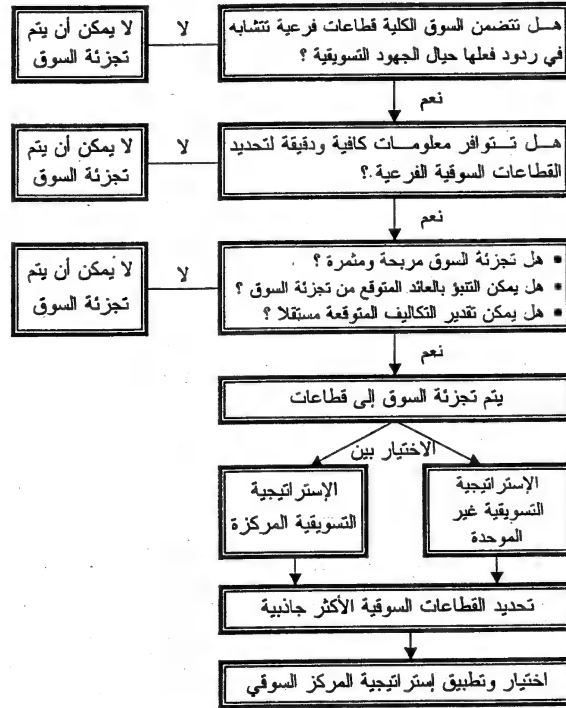 هل تتضمن السوق الكلية قطاعات فرعية تتشابه
في ردود فعلها حيال الجهود التسويقية ؟
لا
لا يمكن أن يتم
تجزئة السوق
نعم
هل تتوافر معلومات كافية ودقيقة لتحديد
القطاعات السوقية الفرعية ؟
لا
لا يمكن أن يتم
تجزئة السوق
نعم
▪ هل تجزئة السوق مربحة ومثمرة ؟
▪ هل يمكن التنبؤ بالعائد المتوقع من تجزئة السوق ؟
▪ هل يمكن تقدير التكاليف المتوقعة مستقلا ؟
لا
لا يمكن أن يتم
تجزئة السوق
نعم
يتم تجزئة السوق إلى قطاعات
الاختيار بين
الإستراتيجية
التسويقية غير
الموحدة
الإستراتيجية
التسويقية المركزة
تحديد القطاعات السوقية الأكثر جاذبية
اختيار وتطبيق إستراتيجية المركز السوقي